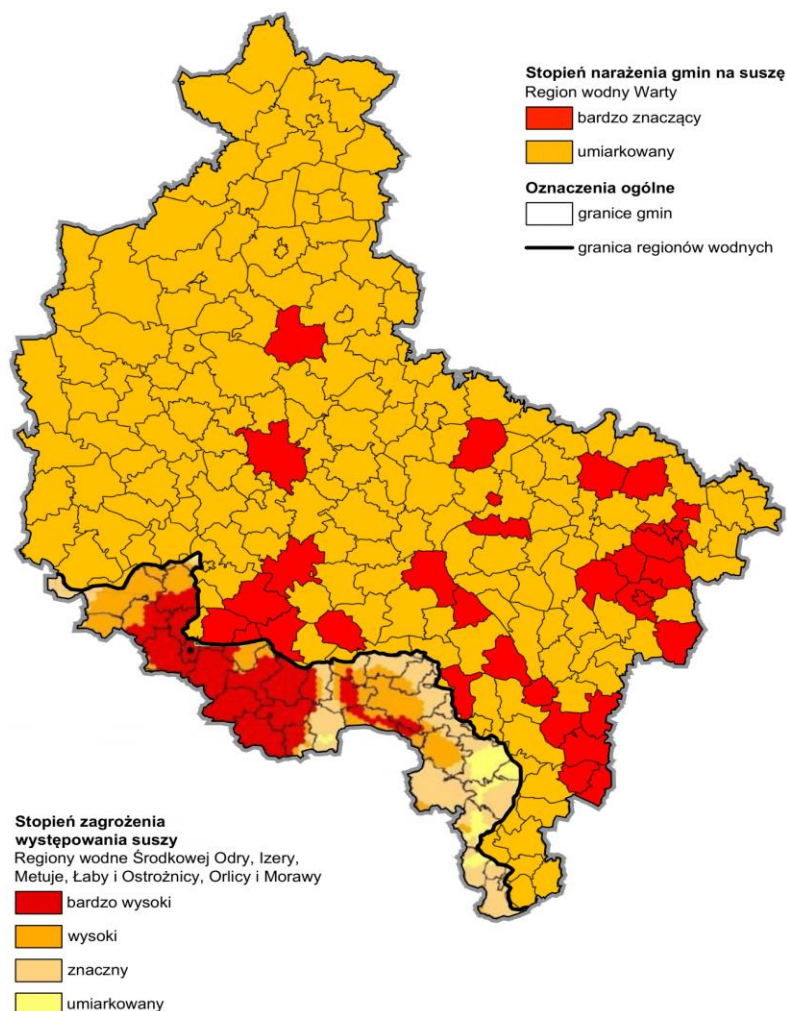 Stopień narażenia gmin na suszę
Region wodny Warty
bardzo znaczący
umiarkowany
Oznaczenia ogólne
granice gmin
granica regionów wodnych
Stopień zagrożenia
występowania suszy
Regiony wodne Środkowej Odry, Izery,
Metuje, Łaby i Ostrożnicy, Orlicy i Morawy
bardzo wysoki
wysoki
znaczny
umiarkowany